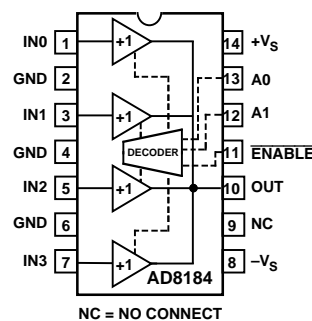 IN0 1 +1 14 +VS
GND 2 13 A0
IN1 3 +1 12 A1
GND 4 DECODER 11 ENABLE
IN2 5 +1 10 OUT
GND 6 9 NC
IN3 7 +1 8 –VS
AD8184
NC = NO CONNECT